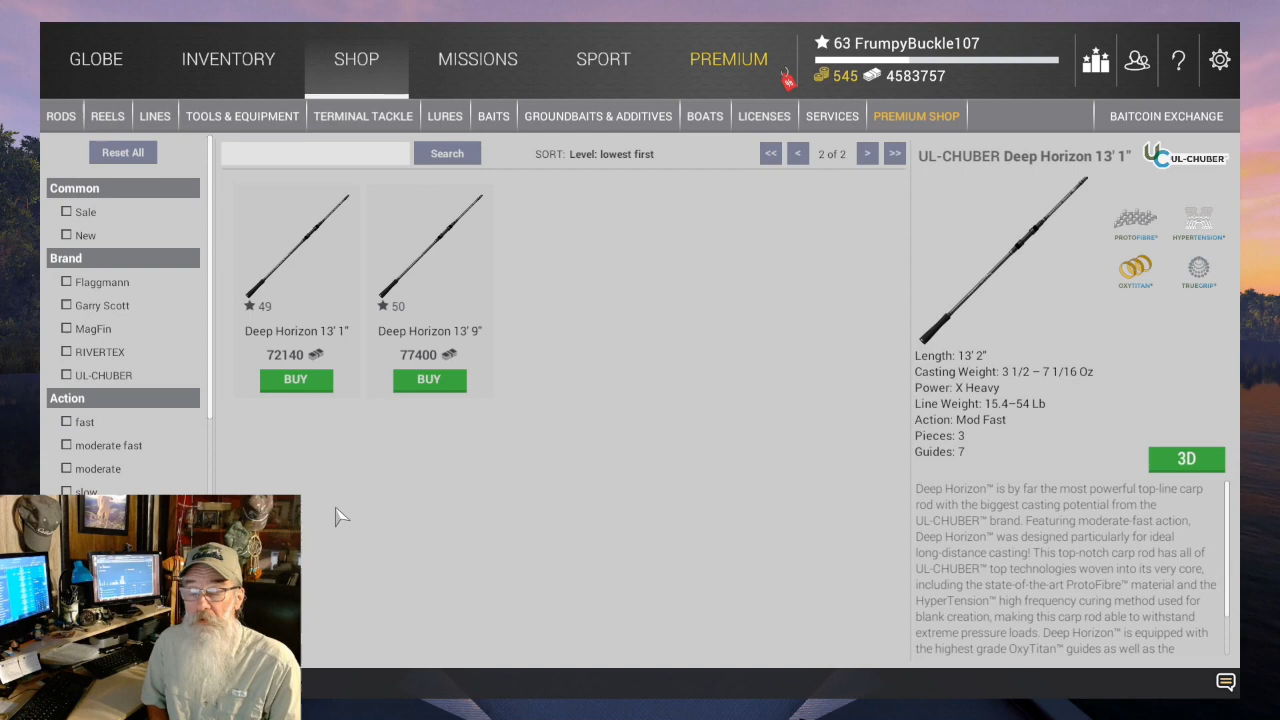 GLOBE
INVENTORY
SHOP
MISSIONS
SPORT
PREMIUM
63 FrumpyBuckle107
545 4583757
RODS
REELS
LINES
TOOLS & EQUIPMENT
TERMINAL TACKLE
LURES
BAITS
GROUNDBAITS & ADDITIVES
BOATS
LICENSES
SERVICES
PREMIUM SHOP
BAITCOIN EXCHANGE
Reset All
Search
SORT: Level: lowest first
<< < 2 of 2 > >>
Common
Sale
New
Brand
Flaggmann
Garry Scott
MagFin
RIVERTEX
UL-CHUBER
Action
fast
moderate fast
moderate
slow
49
Deep Horizon 13' 1"
72140
BUY
50
Deep Horizon 13' 9"
77400
BUY
UL-CHUBER Deep Horizon 13' 1"
UL-CHUBER
PROTOFIBRE®
HYPERTENSION®
OXYTITAN®
TRUEGRIP®
Length: 13' 2"
Casting Weight: 3 1/2 – 7 1/16 Oz
Power: X Heavy
Line Weight: 15.4–54 Lb
Action: Mod Fast
Pieces: 3
Guides: 7
3D
Deep Horizon™ is by far the most powerful top-line carp
rod with the biggest casting potential from the
UL-CHUBER™ brand. Featuring moderate-fast action,
Deep Horizon™ was designed particularly for ideal
long-distance casting! This top-notch carp rod has all of
UL-CHUBER™ top technologies woven into its very core,
including the state-of-the-art ProtoFibre™ material and the
HyperTension™ high frequency curing method used for
blank creation, making this carp rod able to withstand
extreme pressure loads. Deep Horizon™ is equipped with
the highest grade OxyTitan™ guides as well as the